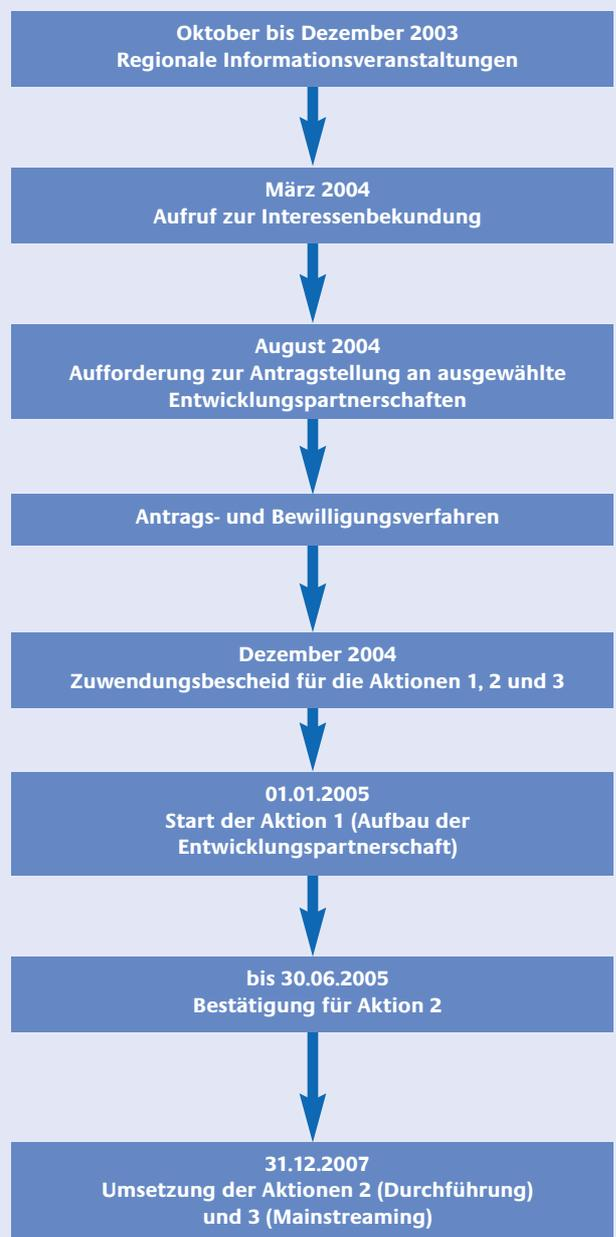 Oktober bis Dezember 2003
Regionale Informationsveranstaltungen
März 2004
Aufruf zur Interessenbekundung
August 2004
Aufforderung zur Antragstellung an ausgewählte
Entwicklungspartnerschaften
Antrags- und Bewilligungsverfahren
Dezember 2004
Zuwendungsbescheid für die Aktionen 1, 2 und 3
01.01.2005
Start der Aktion 1 (Aufbau der
Entwicklungspartnerschaft)
bis 30.06.2005
Bestätigung für Aktion 2
31.12.2007
Umsetzung der Aktionen 2 (Durchführung)
und 3 (Mainstreaming)